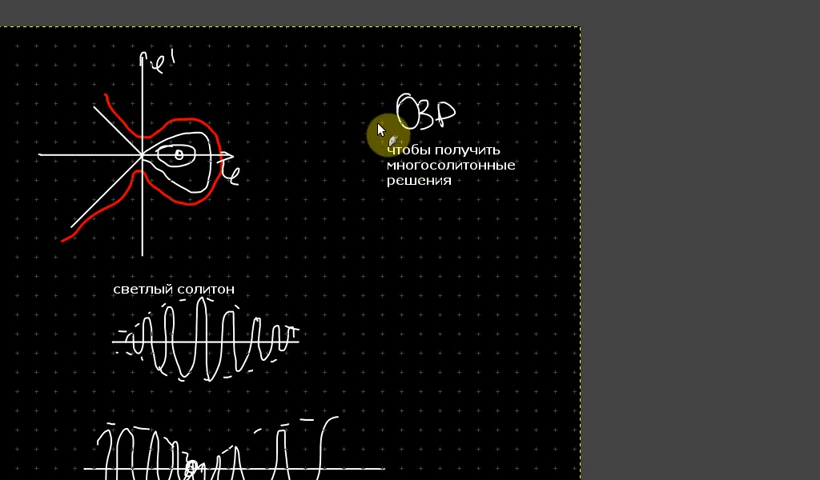 φ'
ОЗР
чтобы получить
многосолитонные
решения
φ
светлый солитон